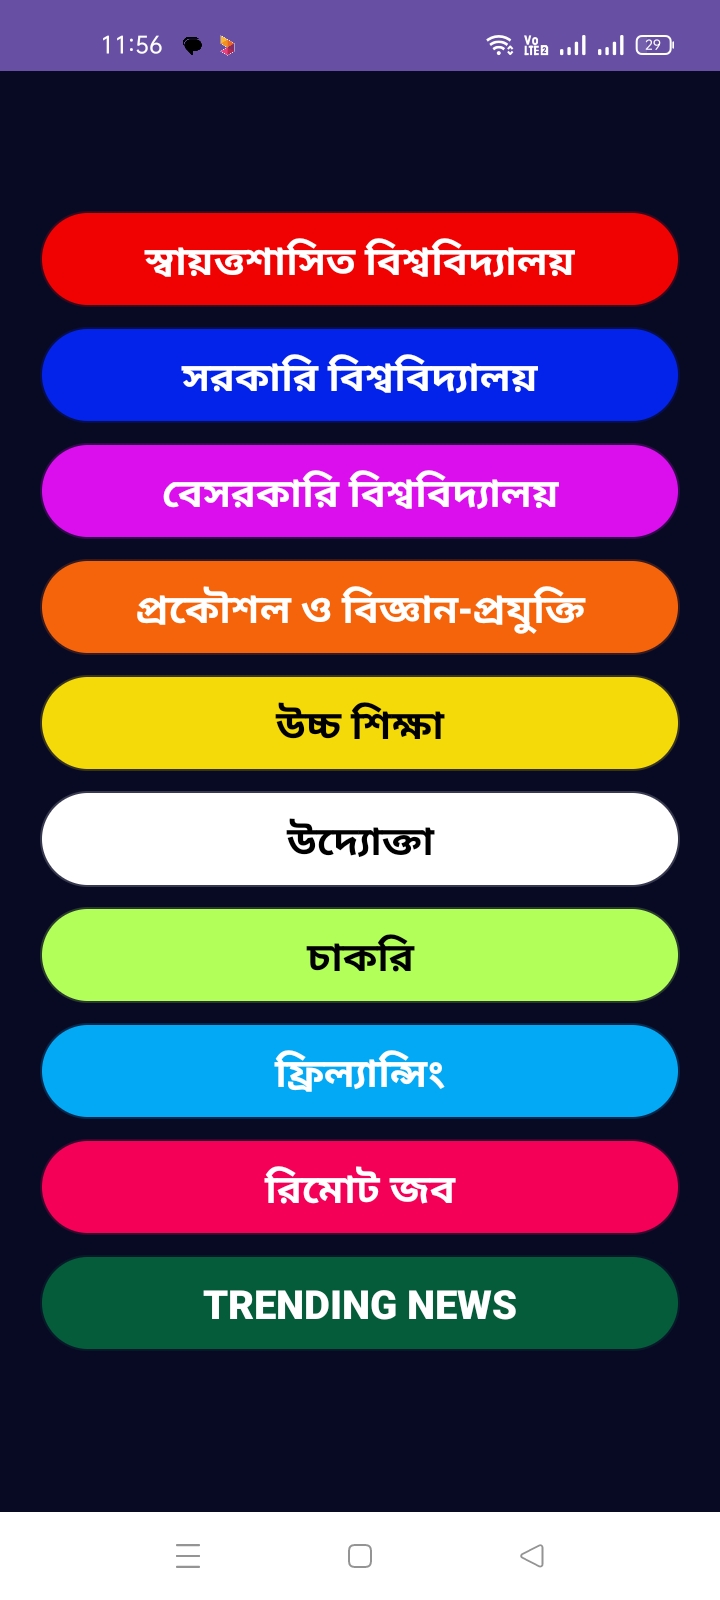 11:56
Vo
LTE2
29
স্বায়ত্তশাসিত বিশ্ববিদ্যালয়
সরকারি বিশ্ববিদ্যালয়
বেসরকারি বিশ্ববিদ্যালয়
প্রকৌশল ও বিজ্ঞান-প্রযুক্তি
উচ্চ শিক্ষা
উদ্যোক্তা
চাকরি
ফ্রিল্যান্সিং
রিমোট জব
TRENDING NEWS